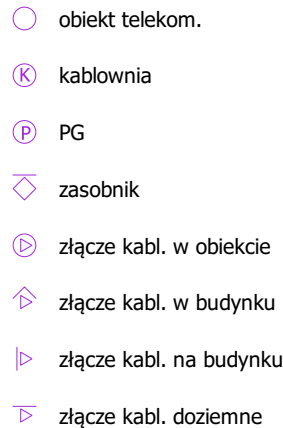 obiekt telekom.
K kablownia
P PG
zasobnik
złącze kabl. w obiekcie
złącze kabl. w budynku
złącze kabl. na budynku
złącze kabl. doziemne